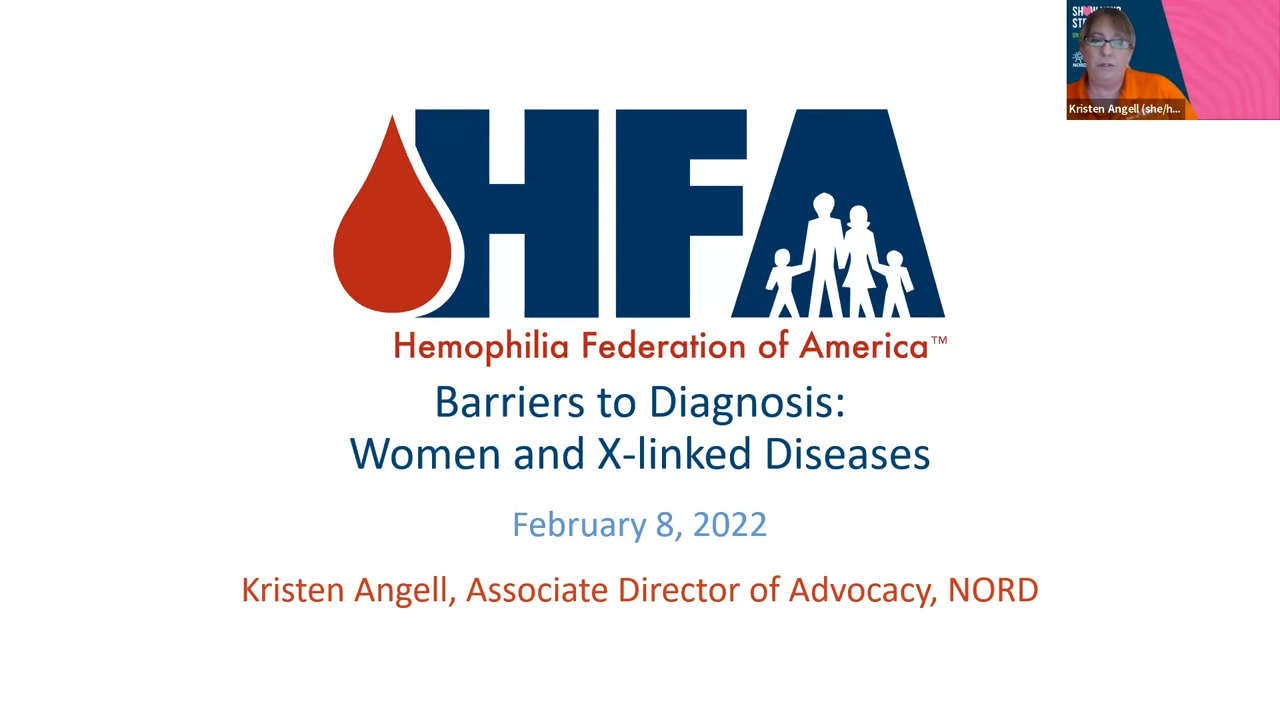 NORD
Kristen Angell (she/h...
HFA
Hemophilia Federation of America™
Barriers to Diagnosis:
Women and X-linked Diseases
February 8, 2022
Kristen Angell, Associate Director of Advocacy, NORD